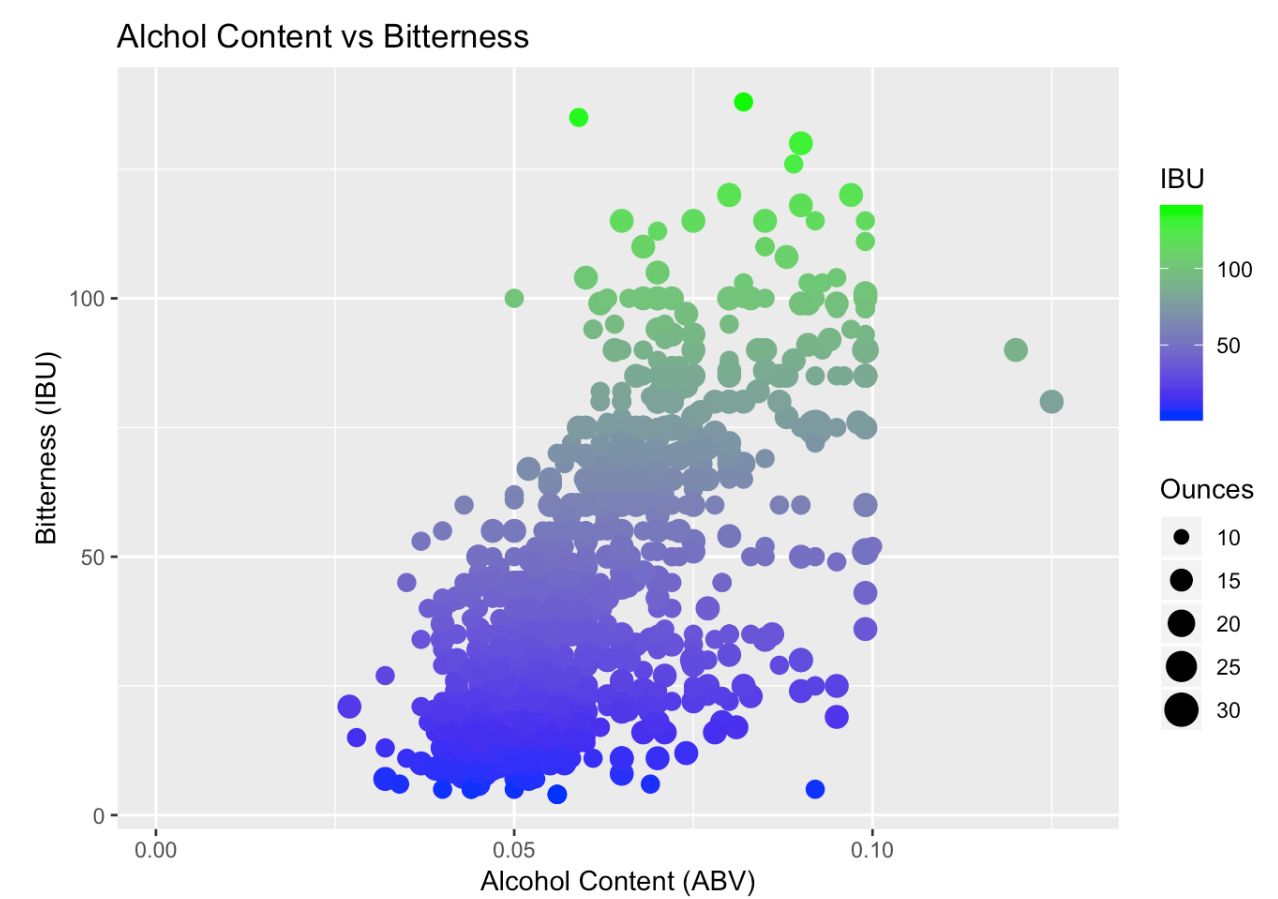 Alchol Content vs Bitterness
Bitterness (IBU)
100
50
0
0.00
0.05
0.10
Alcohol Content (ABV)
IBU
100
50
Ounces
10
15
20
25
30